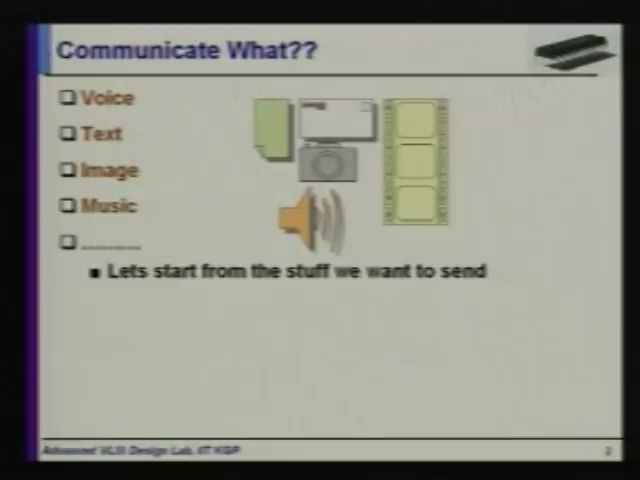 Communicate What??
Voice
Text
Image
Music
............
Lets start from the stuff we want to send
Advanced VLSI Design Lab, IIT KGP
2